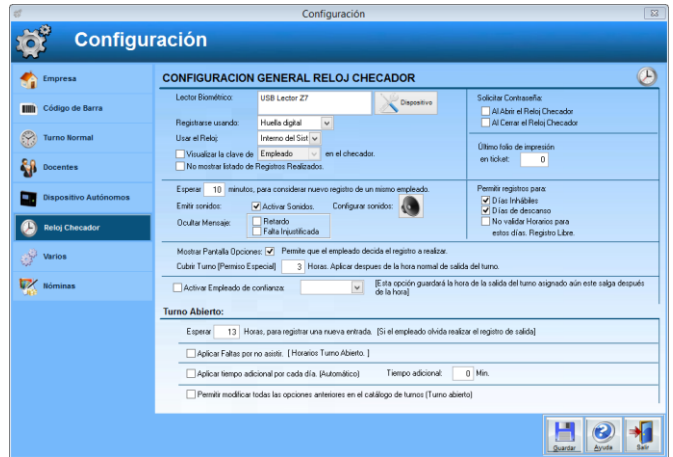 Configuración
Configuración
Empresa
Código de Barra
Turno Normal
Docentes
Dispositivo Autónomos
Reloj Checador
Varios
Nóminas
CONFIGURACION GENERAL RELOJ CHECADOR
Lector Biométrico: USB Lector Z7 Dispositivo
Registrarse usando: Huella digital
Usar el Reloj: Interno del Sist
Visualizar la clave de Empleado en el checador.
No mostrar listado de Registros Realizados.
Solicitar Contraseña:
Al Abrir el Reloj Checador
Al Cerrar el Reloj Checador
Último folio de impresión
en ticket: 0
Esperar 10 minutos, para considerar nuevo registro de un mismo empleado.
Emitir sonidos: Activar Sonidos. Configurar sonidos:
Ocultar Mensaje: Retardo
Falta Injustificada
Permitir registros para:
Días Inhábiles
Días de descanso
No validar Horarios para
estos días. Registro Libre.
Mostrar Pantalla Opciones: Permite que el empleado decida el registro a realizar.
Cubrir Turno [Permiso Especial] 3 Horas. Aplicar despues de la hora normal de salida del turno.
Activar Empleado de confianza: [Esta opción guardará la hora de la salida del turno asignado aún este salga después
de la hora]
Turno Abierto:
Esperar 13 Horas, para registrar una nueva entrada. [Si el empleado olvida realizar el registro de salida]
Aplicar Faltas por no asistir. [ Horarios Turno Abierto. ]
Aplicar tiempo adicional por cada día. (Automático) Tiempo adicional: 0 Min.
Permitir modificar todas las opciones anteriores en el catálogo de turnos (Turno abierto)
Guardar Ayuda Salir